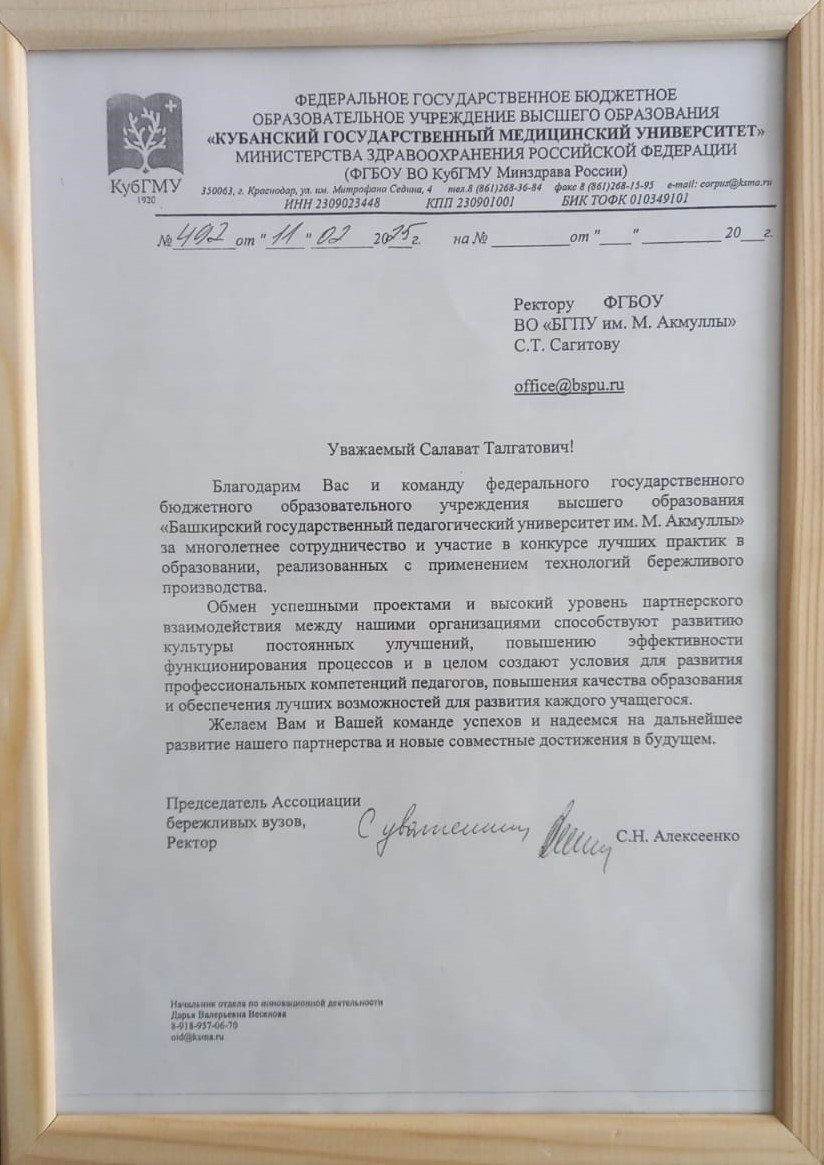 ФЕДЕРАЛЬНОЕ ГОСУДАРСТВЕННОЕ БЮДЖЕТНОЕ
ОБРАЗОВАТЕЛЬНОЕ УЧРЕЖДЕНИЕ ВЫСШЕГО ОБРАЗОВАНИЯ
«КУБАНСКИЙ ГОСУДАРСТВЕННЫЙ МЕДИЦИНСКИЙ УНИВЕРСИТЕТ»
МИНИСТЕРСТВА ЗДРАВООХРАНЕНИЯ РОССИЙСКОЙ ФЕДЕРАЦИИ
(ФГБОУ ВО КубГМУ Минздрава России)
КубГМУ
1920
350063, г. Краснодар, ул. им. Митрофана Седина, 4 тел.8 (861)268-36-84 факс 8 (861)268-15-95 e-mail: corpus@ksma.ru
ИНН 2309023448 КПП 230901001 БИК ТОФК 010349101
№ 492 от "11" 02 2025 г. на № ________ от "___" ________ 20__г.
Ректору ФГБОУ
ВО «БГПУ им. М. Акмуллы»
С.Т. Сагитову
office@bspu.ru
Уважаемый Салават Талгатович!
Благодарим Вас и команду федерального государственного
бюджетного образовательного учреждения высшего образования
«Башкирский государственный педагогический университет им. М. Акмуллы»
за многолетнее сотрудничество и участие в конкурсе лучших практик в
образовании, реализованных с применением технологий бережливого
производства.
Обмен успешными проектами и высокий уровень партнерского
взаимодействия между нашими организациями способствуют развитию
культуры постоянных улучшений, повышению эффективности
функционирования процессов и в целом создают условия для развития
профессиональных компетенций педагогов, повышения качества образования
и обеспечения лучших возможностей для развития каждого учащегося.
Желаем Вам и Вашей команде успехов и надеемся на дальнейшее
развитие нашего партнерства и новые совместные достижения в будущем.
Председатель Ассоциации
бережливых вузов,
Ректор С уважением С.Н. Алексеенко
Начальник отдела по инновационной деятельности
Дарья Валерьевна Веселова
8-918-957-06-70
oid@ksma.ru